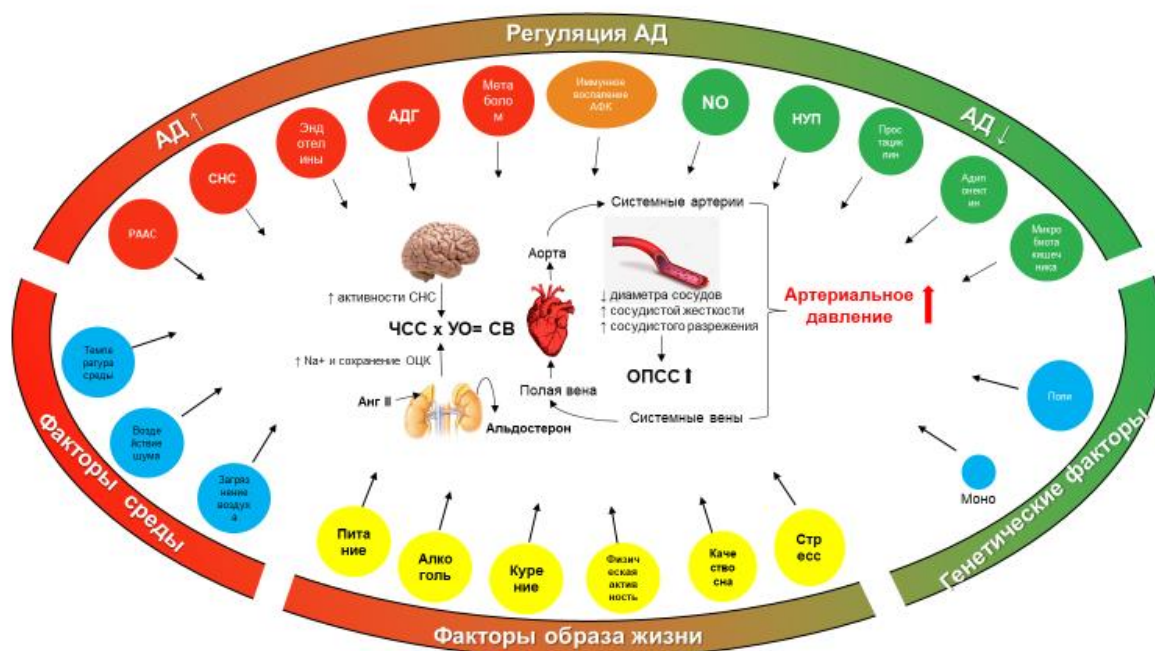 Регуляция АД
АД ↑
АД ↓
РААС
СНС
Энд
отел
ины
АДГ
Мета
боло
м
Иммунное
воспаление
АФК
NO
НУП
Прос
тацик
лин
Адип
онект
ин
Микро
биота
кишеч
ника
Системные артерии
Аорта
↑ активности СНС
ЧСС х УО= СВ
↑ Na+ и сохранение ОЦК
Анг II
Альдостерон
Полая вена
↓ диаметра сосудов
↑ сосудистой жесткости
↑ сосудистого разрежения
ОПСС ⬆
Системные вены
Артериальное
давление
Темпе
ратура
среды
Возде
йствие
шума
Загряз
нение
воздух
а
Факторы среды
Поли
Моно
Генетические факторы
Пита
ние
Алко
голь
Куре
ние
Физич
еская
актив
ность
Каче
ство
сна
Стр
есс
Факторы образа жизни